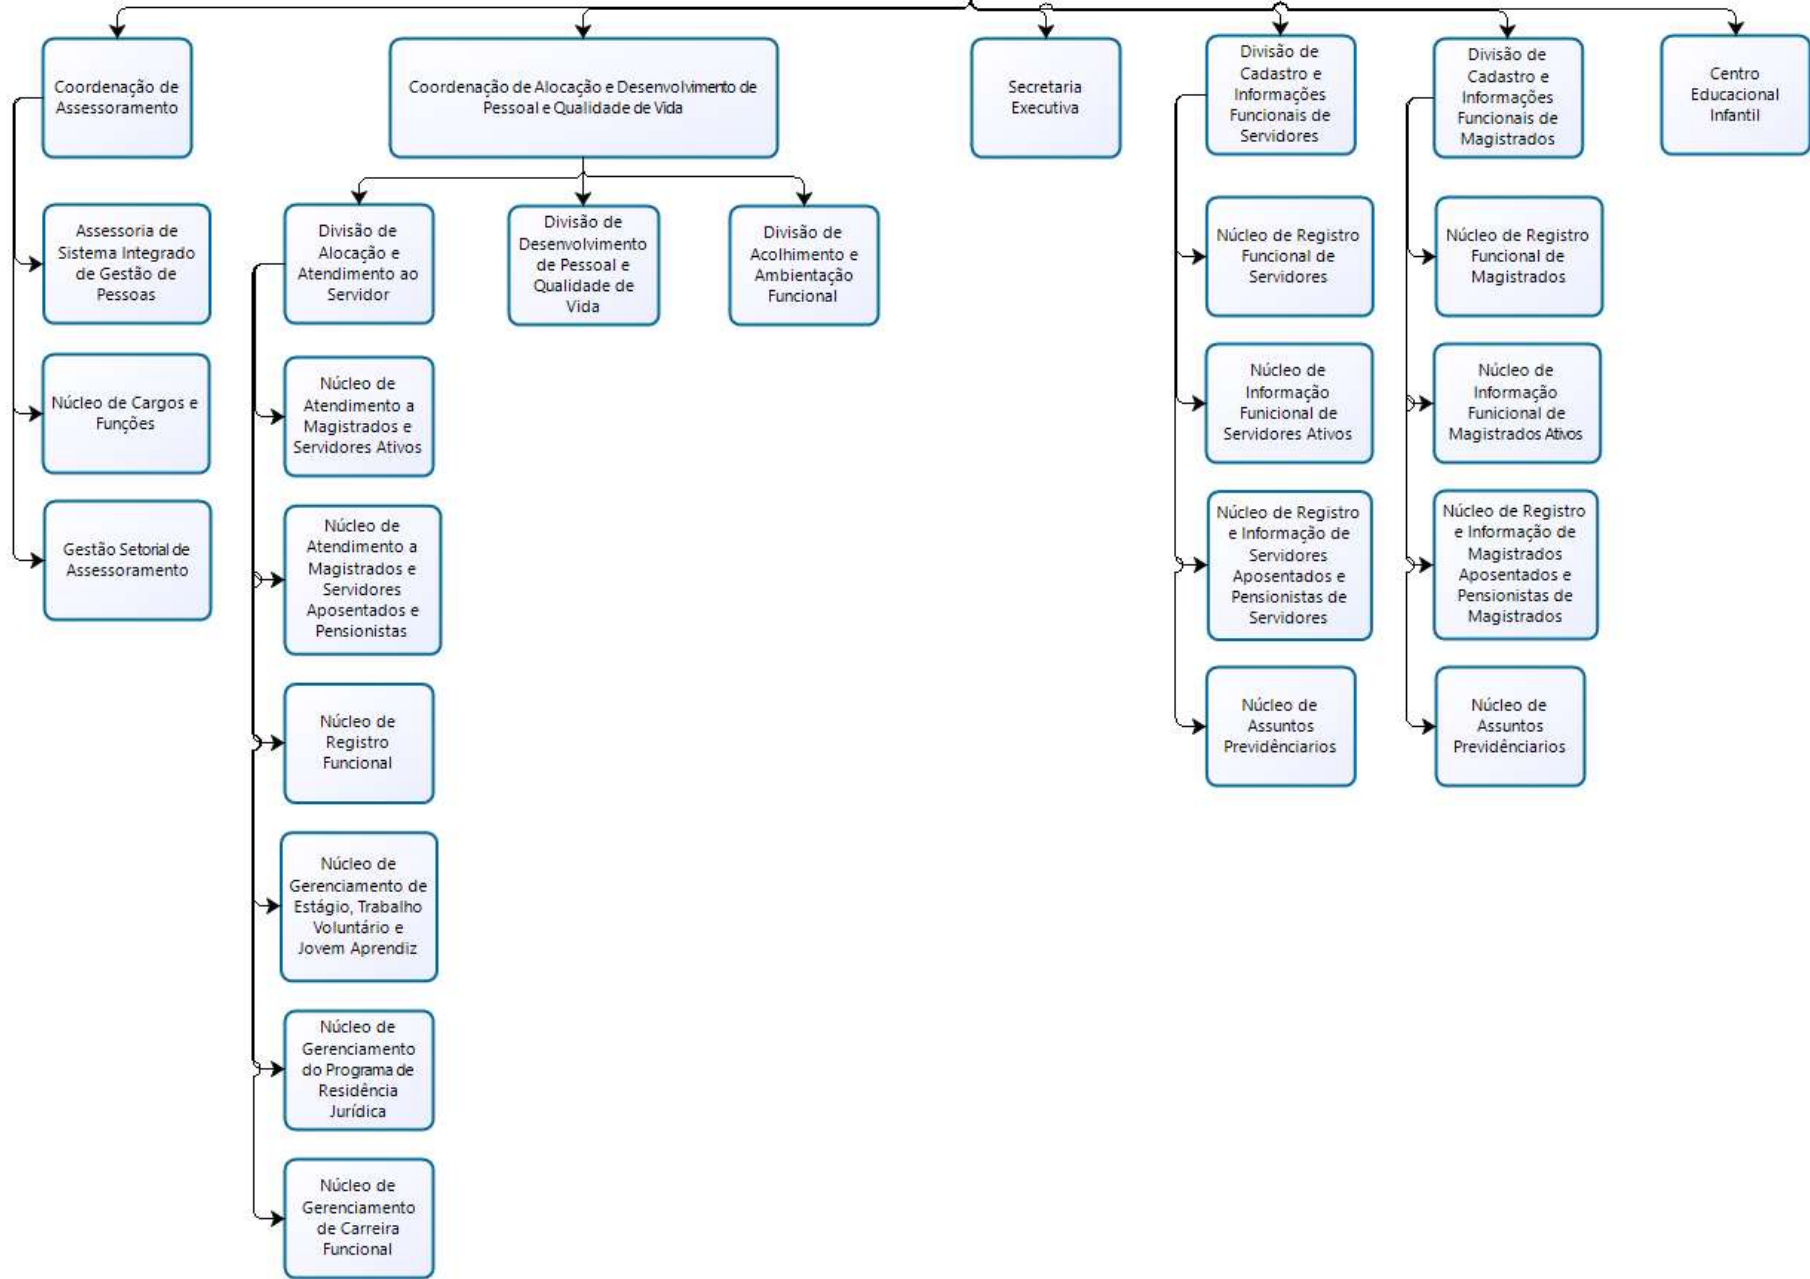 Coordenação de
Assessoramento
Coordenação de Alocação e Desenvolvimento de
Pessoal e Qualidade de Vida
Secretaria
Executiva
Divisão de
Cadastro e
Informações
Funcionais de
Servidores
Divisão de
Cadastro e
Informações
Funcionais de
Magistrados
Centro
Educacional
Infantil
Assessoria de
Sistema Integrado
de Gestão de
Pessoas
Núcleo de Cargos e
Funções
Gestão Setorial de
Assessoramento
Divisão de
Alocação e
Atendimento ao
Servidor
Divisão de
Desenvolvimento
de Pessoal e
Qualidade de
Vida
Divisão de
Acolhimento e
Ambientação
Funcional
Núcleo de
Atendimento a
Magistrados e
Servidores Ativos
Núcleo de
Atendimento a
Magistrados e
Servidores
Aposentados e
Pensionistas
Núcleo de
Registro
Funcional
Núcleo de
Gerenciamento de
Estágio, Trabalho
Voluntário e
Jovem Aprendiz
Núcleo de
Gerenciamento
do Programa de
Residência
Jurídica
Núcleo de
Gerenciamento
de Carreira
Funcional
Núcleo de Registro
Funcional de
Servidores
Núcleo de
Informação
Funicional de
Servidores Ativos
Núcleo de Registro
e Informação de
Servidores
Aposentados e
Pensionistas de
Servidores
Núcleo de
Assuntos
Previdênciarios
Núcleo de Registro
Funcional de
Magistrados
Núcleo de
Informação
Funicional de
Magistrados Ativos
Núcleo de Registro
e Informação de
Magistrados
Aposentados e
Pensionistas de
Magistrados
Núcleo de
Assuntos
Previdênciarios